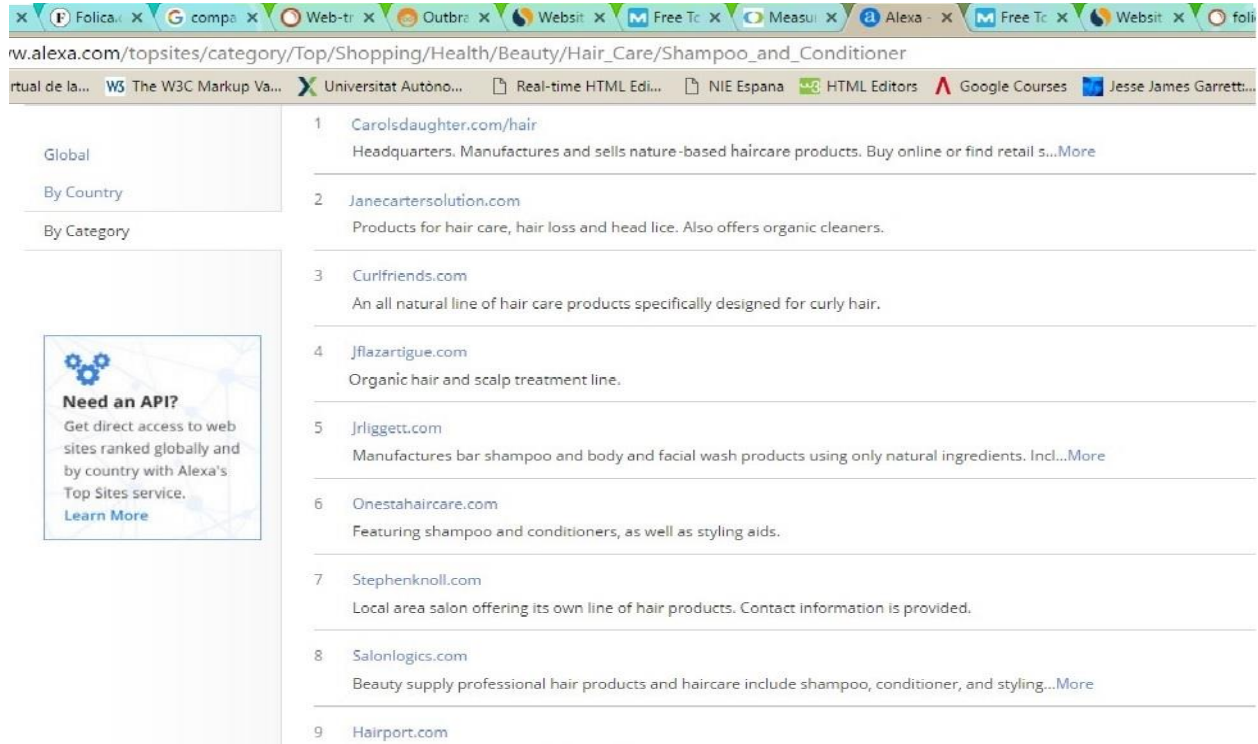 Folica.c
G compa
Web-tr
Outbra
Websit
Free Tc
Measur
Alexa -
Free Tc
Websit
foli
w.alexa.com/topsites/category/Top/Shopping/Health/Beauty/Hair_Care/Shampoo_and_Conditioner
rtual de la... W3 The W3C Markup Va... Universitat Autòno... Real-time HTML Edi... NIE Espana HTML Editors Google Courses Jesse James Garrett:...
Global
By Country
By Category
Need an API?
Get direct access to web
sites ranked globally and
by country with Alexa's
Top Sites service.
Learn More
1 Carolsdaughter.com/hair
Headquarters. Manufactures and sells nature-based haircare products. Buy online or find retail s...More
2 Janecartersolution.com
Products for hair care, hair loss and head lice. Also offers organic cleaners.
3 Curlfriends.com
An all natural line of hair care products specifically designed for curly hair.
4 Jflazartigue.com
Organic hair and scalp treatment line.
5 Jrliggett.com
Manufactures bar shampoo and body and facial wash products using only natural ingredients. Incl...More
6 Onestahaircare.com
Featuring shampoo and conditioners, as well as styling aids.
7 Stephenknoll.com
Local area salon offering its own line of hair products. Contact information is provided.
8 Salonlogics.com
Beauty supply professional hair products and haircare include shampoo, conditioner, and styling...More
9 Hairport.com